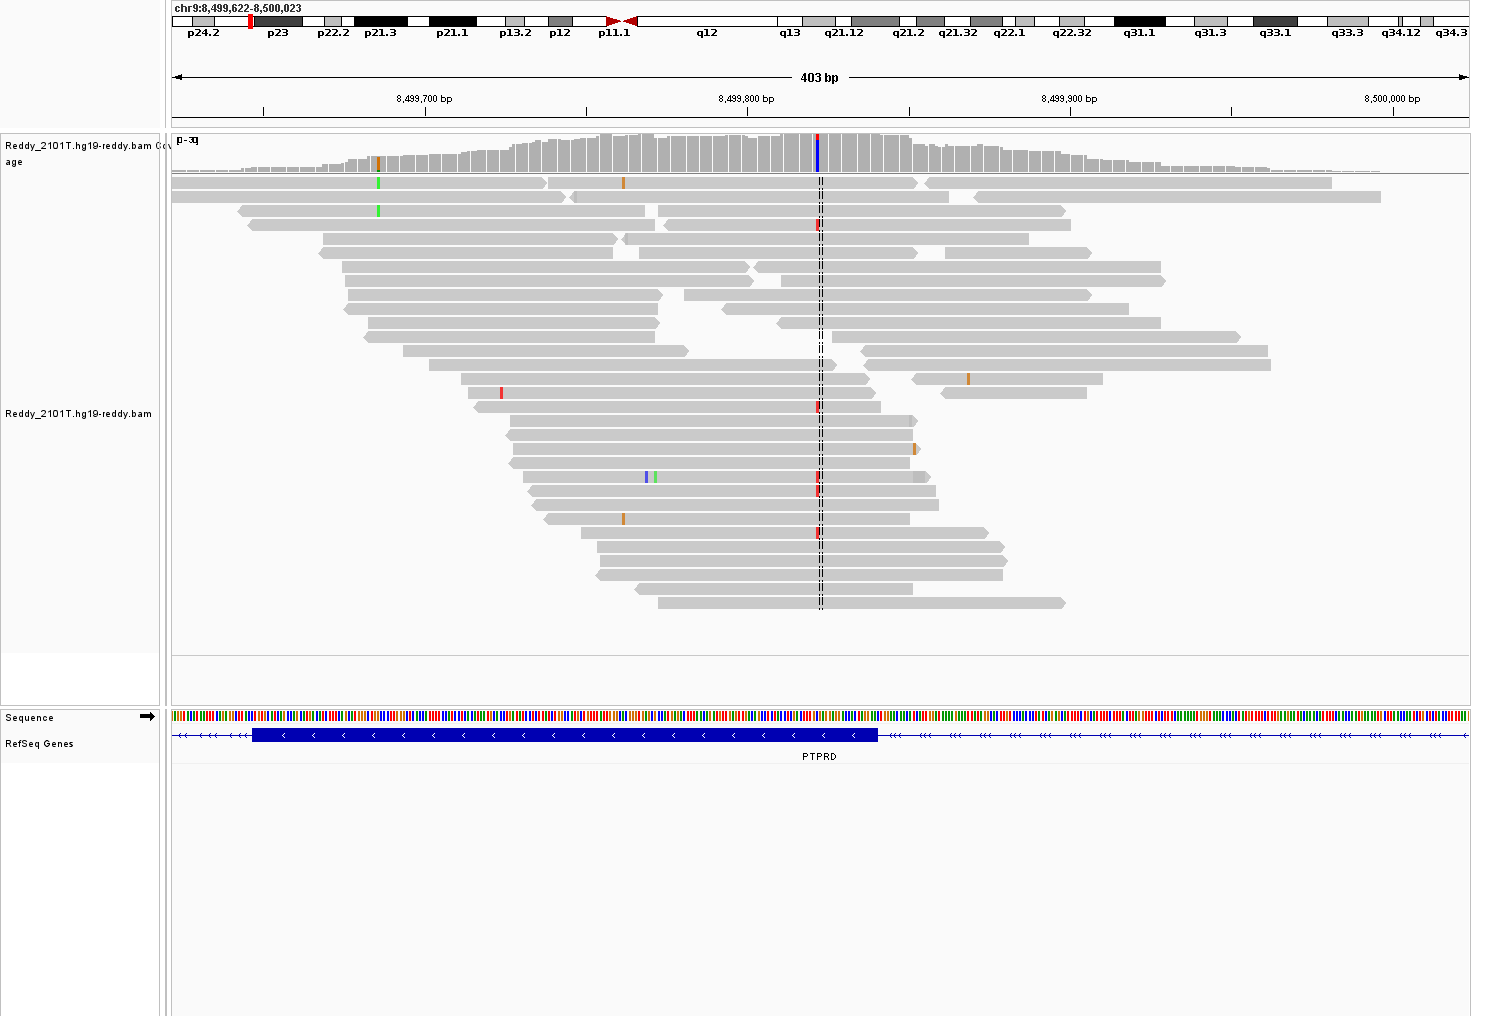 chr9:8,499,622-8,500,023
p24.2 p23 p22.2 p21.3 p21.1 p13.2 p12 p11.1 q12 q13 q21.12 q21.2 q21.32 q22.1 q22.32 q31.1 q31.3 q33.1 q33.3 q34.12 q34.3
403 bp
8,499,700 bp 8,499,800 bp 8,499,900 bp 8,500,000 bp
Reddy_2101T.hg19-reddy.bam Cov
age
Reddy_2101T.hg19-reddy.bam
Sequence
RefSeq Genes
PTPRD